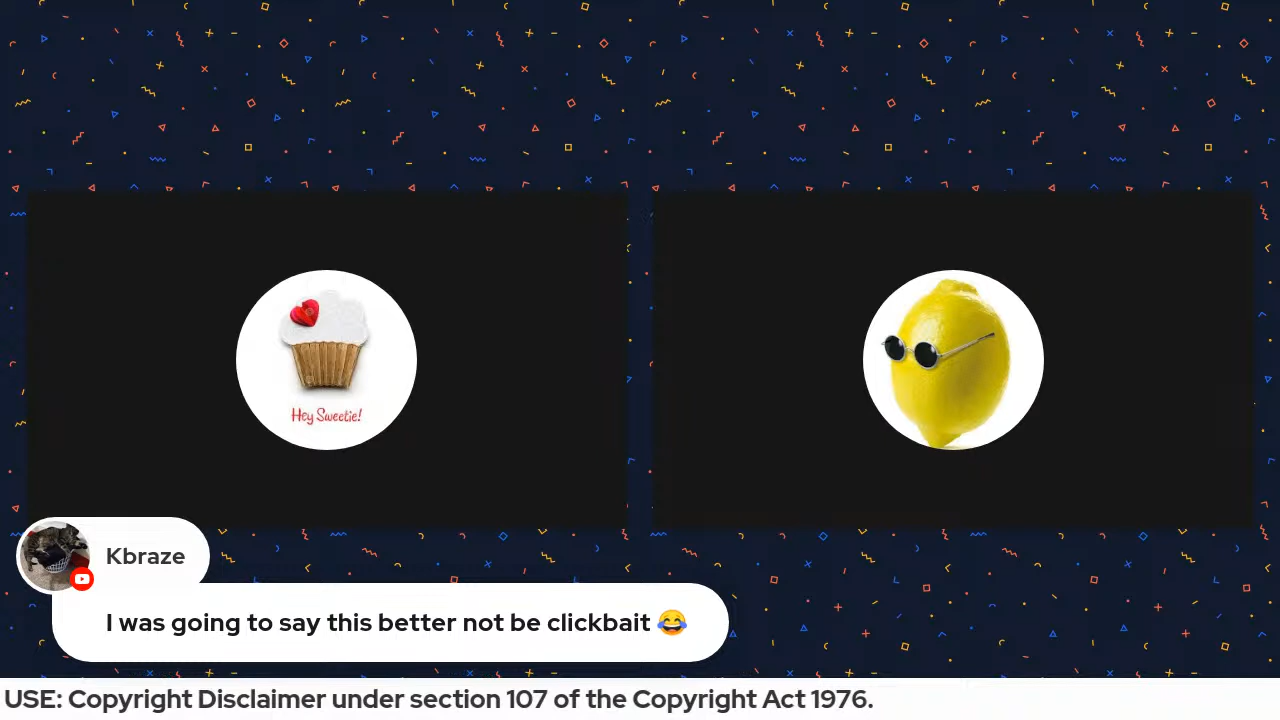 Hey Sweetie!
Kbraze
I was going to say this better not be clickbait 😂
USE: Copyright Disclaimer under section 107 of the Copyright Act 1976.